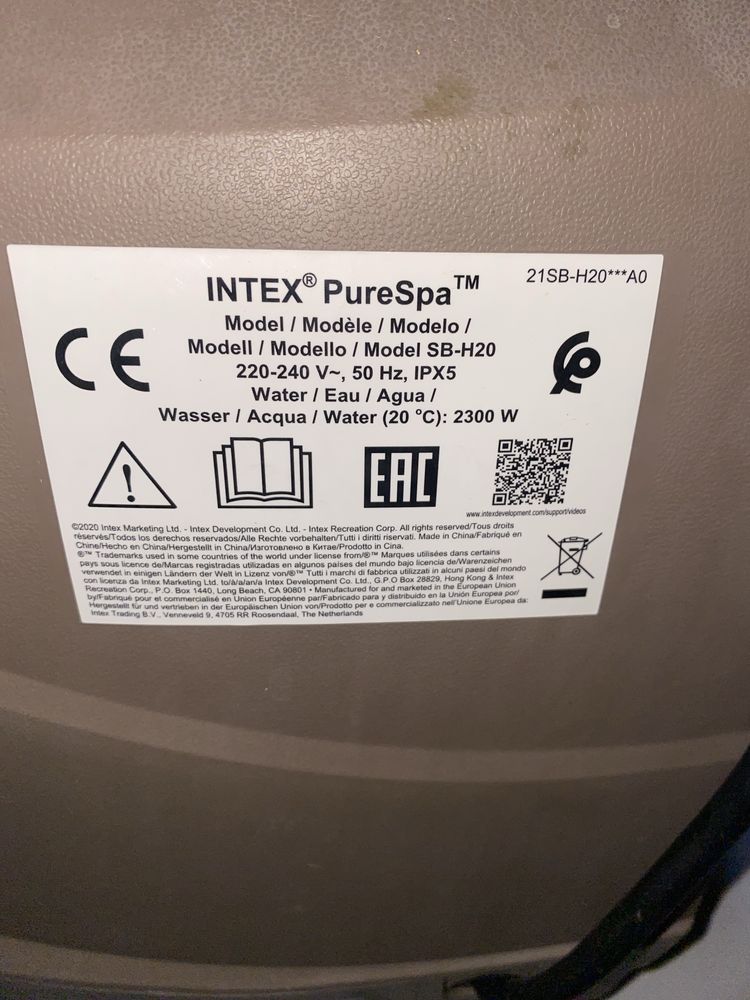 INTEX® PureSpa™
21SB-H20***A0
Model / Modèle / Modelo /
Modell / Modello / Model SB-H20
220-240 V~, 50 Hz, IPX5
Water / Eau / Agua /
Wasser / Acqua / Water (20 °C): 2300 W
CE
EAC
www.intexdevelopment.com/support/videos
©2020 Intex Marketing Ltd. - Intex Development Co. Ltd. - Intex Recreation Corp. All rights reserved/Tous droits
réservés/Todos los derechos reservados/Alle Rechte vorbehalten/Tutti i diritti riservati. Made in China/Fabriqué en
Chine/Hecho en China/Hergestellt in China/Изготовлено в Китае/Prodotto in Cina.
®™ Trademarks used in some countries of the world under license from/®™ Marques utilisées dans certains
pays sous licence de/Marcas registradas utilizadas en algunos países del mundo bajo licencia de/Warenzeichen
verwendet in einigen Ländern der Welt in Lizenz von/®™ Tutti i marchi di fabbrica utilizzati in alcuni paesi del mondo
con licenza da Intex Marketing Ltd. to/à/a/an/a Intex Development Co. Ltd., G.P.O Box 28829, Hong Kong & Intex
Recreation Corp., P.O. Box 1440, Long Beach, CA 90801 • Manufactured for and marketed in the European Union
by/Fabriqué pour et commercialisé en Union Européenne par/Fabricado para y distribuido en la Unión Europea por/
Hergestellt für und vertrieben in der Europäischen Union von/Prodotto per e commercializzato nell'Unione Europea da:
Intex Trading B.V., Venneveld 9, 4705 RR Roosendaal, The Netherlands